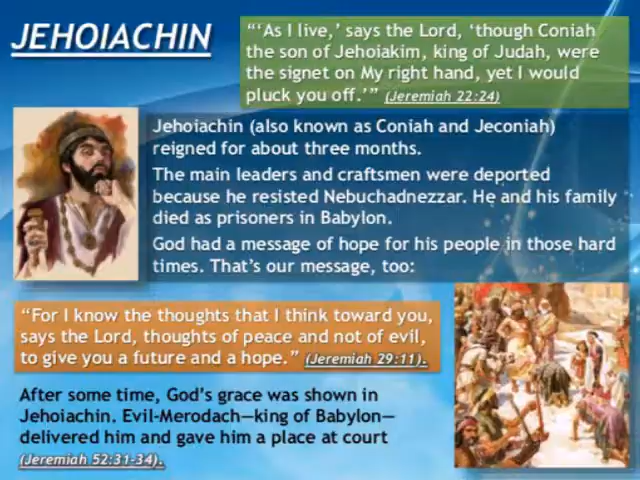 JEHOIACHIN
“‘As I live,’ says the Lord, ‘though Coniah
the son of Jehoiakim, king of Judah, were
the signet on My right hand, yet I would
pluck you off.’” (Jeremiah 22:24)
Jehoiachin (also known as Coniah and Jeconiah)
reigned for about three months.
The main leaders and craftsmen were deported
because he resisted Nebuchadnezzar. He and his family
died as prisoners in Babylon.
God had a message of hope for his people in those hard
times. That’s our message, too:
“For I know the thoughts that I think toward you,
says the Lord, thoughts of peace and not of evil,
to give you a future and a hope.” (Jeremiah 29:11).
After some time, God’s grace was shown in
Jehoiachin. Evil-Merodach—king of Babylon—
delivered him and gave him a place at court
(Jeremiah 52:31-34).